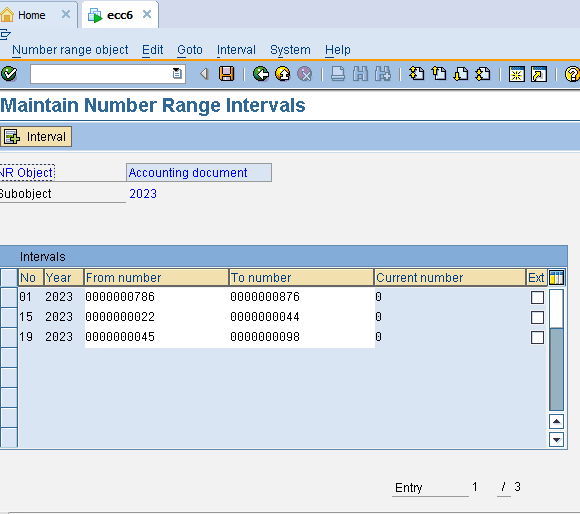 Home ecc6
Number range object Edit Goto Interval System Help
Maintain Number Range Intervals
Interval
NR Object Accounting document
Subobject 2023
Intervals
No Year From number To number Current number Ext
01 2023 0000000786 0000000876 0
15 2023 0000000022 0000000044 0
19 2023 0000000045 0000000098 0
Entry 1 / 3